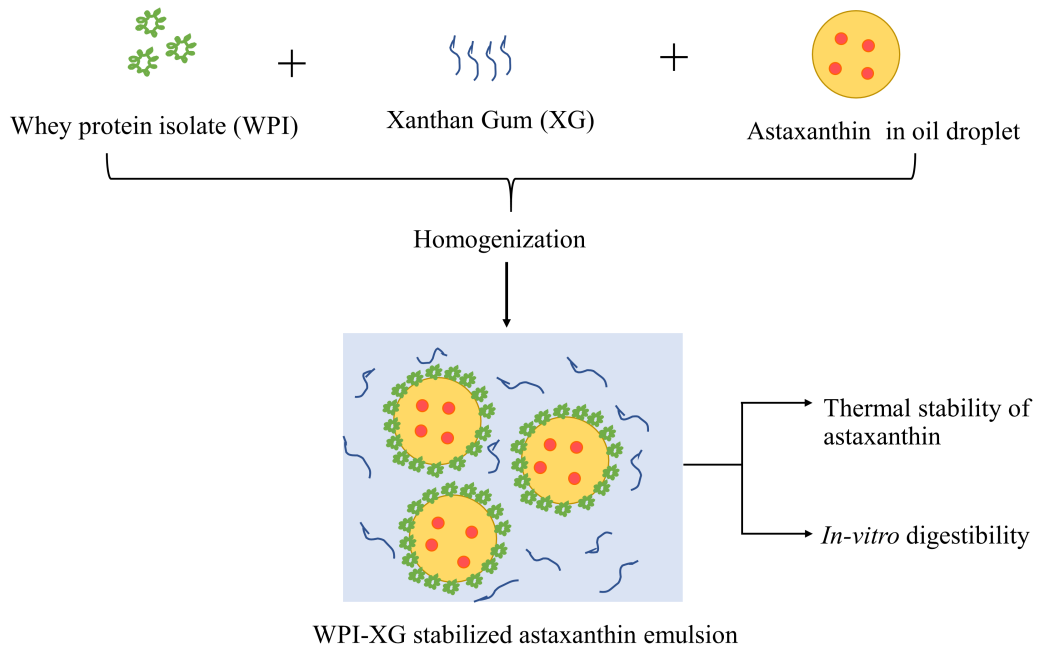 +
+
Whey protein isolate (WPI)
Xanthan Gum (XG)
Astaxanthin in oil droplet
Homogenization
Thermal stability of
astaxanthin
In-vitro digestibility
WPI-XG stabilized astaxanthin emulsion